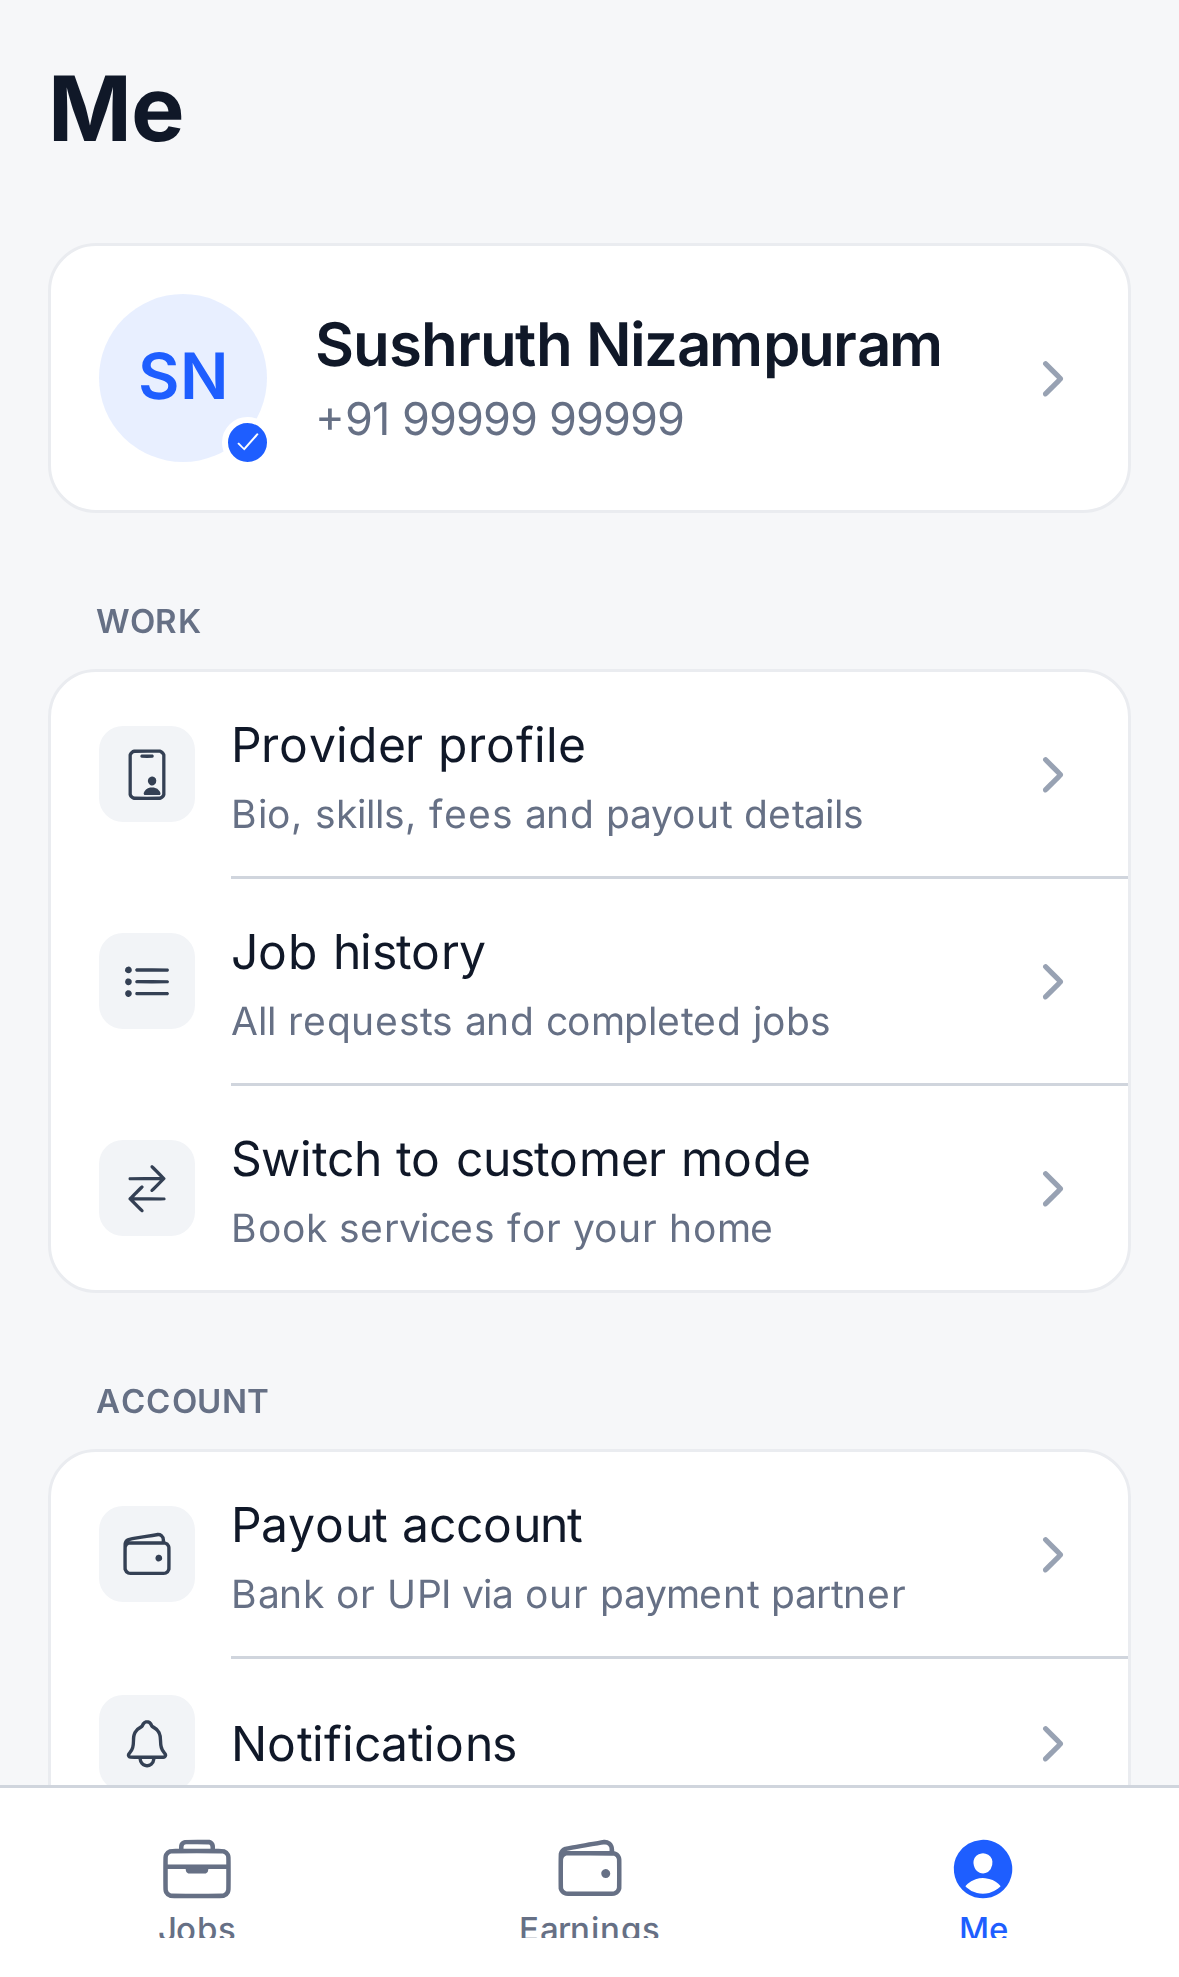 Me
SN
Sushruth Nizampuram
+91 99999 99999
WORK
Provider profile
Bio, skills, fees and payout details
Job history
All requests and completed jobs
Switch to customer mode
Book services for your home
ACCOUNT
Payout account
Bank or UPI via our payment partner
Notifications
Jobs
Earnings
Me